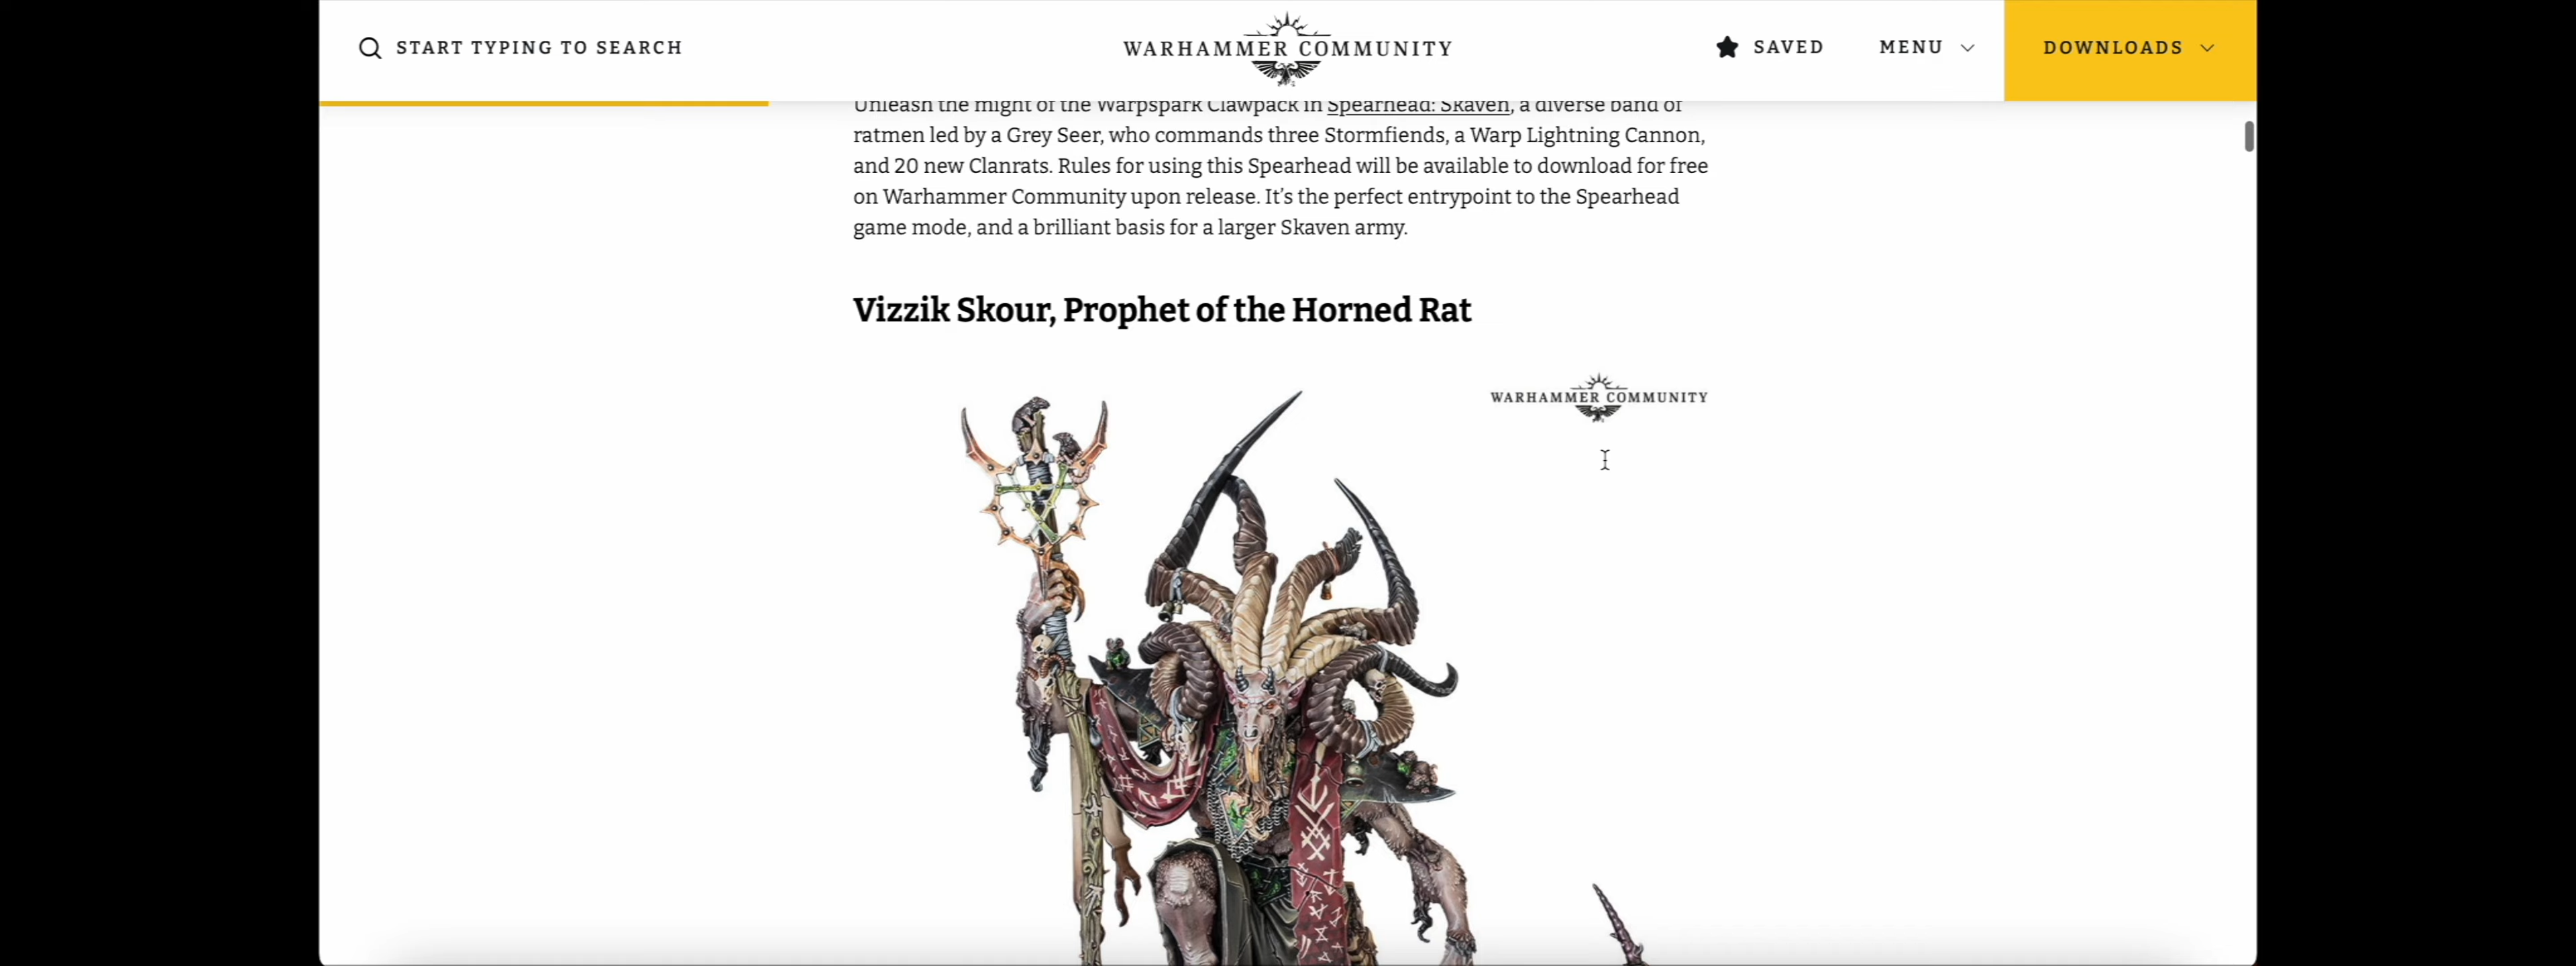 START TYPING TO SEARCH
WARHAMMER COMMUNITY
SAVED
MENU
DOWNLOADS
Unleash the might of the Warpspark Clawpack in Spearhead: Skaven, a diverse band of
ratmen led by a Grey Seer, who commands three Stormfiends, a Warp Lightning Cannon,
and 20 new Clanrats. Rules for using this Spearhead will be available to download for free
on Warhammer Community upon release. It’s the perfect entrypoint to the Spearhead
game mode, and a brilliant basis for a larger Skaven army.
Vizzik Skour, Prophet of the Horned Rat
WARHAMMER COMMUNITY